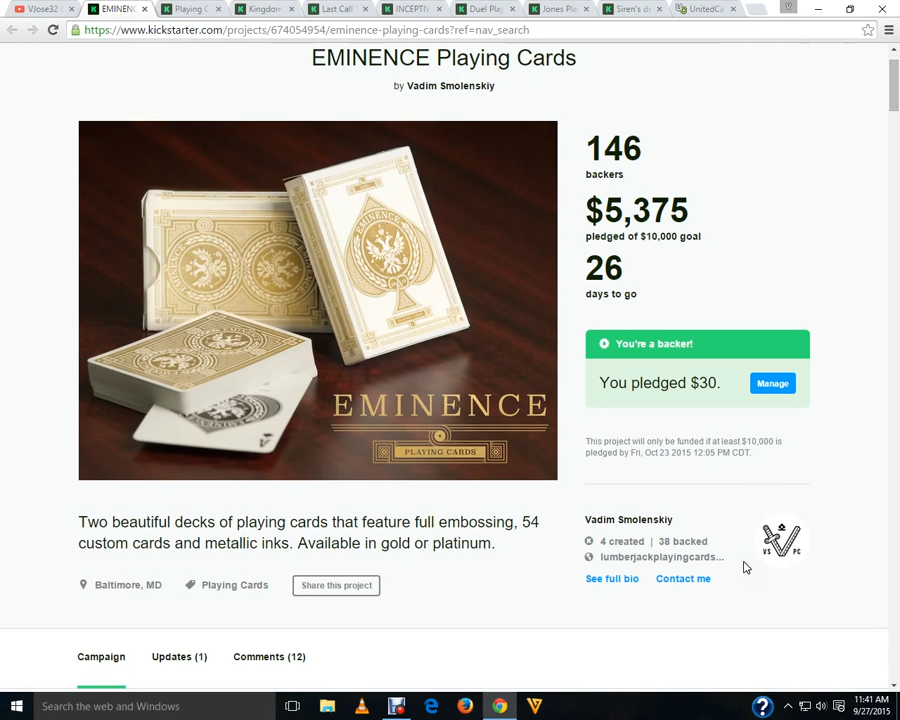 VJose32
EMINENC
Playing C
Kingdom
Last Call
INCEPTIV
Duel Play
Jones Pla
Siren's d
UnitedCa
https://www.kickstarter.com/projects/674054954/eminence-playing-cards?ref=nav_search
EMINENCE Playing Cards
by Vadim Smolenskiy
EMINENCE
EMINENCE
PLAYING CARDS
146
backers
$5,375
pledged of $10,000 goal
26
days to go
You're a backer!
You pledged $30.
Manage
This project will only be funded if at least $10,000 is
pledged by Fri, Oct 23 2015 12:05 PM CDT.
Two beautiful decks of playing cards that feature full embossing, 54
custom cards and metallic inks. Available in gold or platinum.
Vadim Smolenskiy
4 created | 38 backed
lumberjackplayingcards...
See full bio
Contact me
VS PC
Baltimore, MD
Playing Cards
Share this project
Campaign
Updates (1)
Comments (12)
Search the web and Windows
11:41 AM
9/27/2015